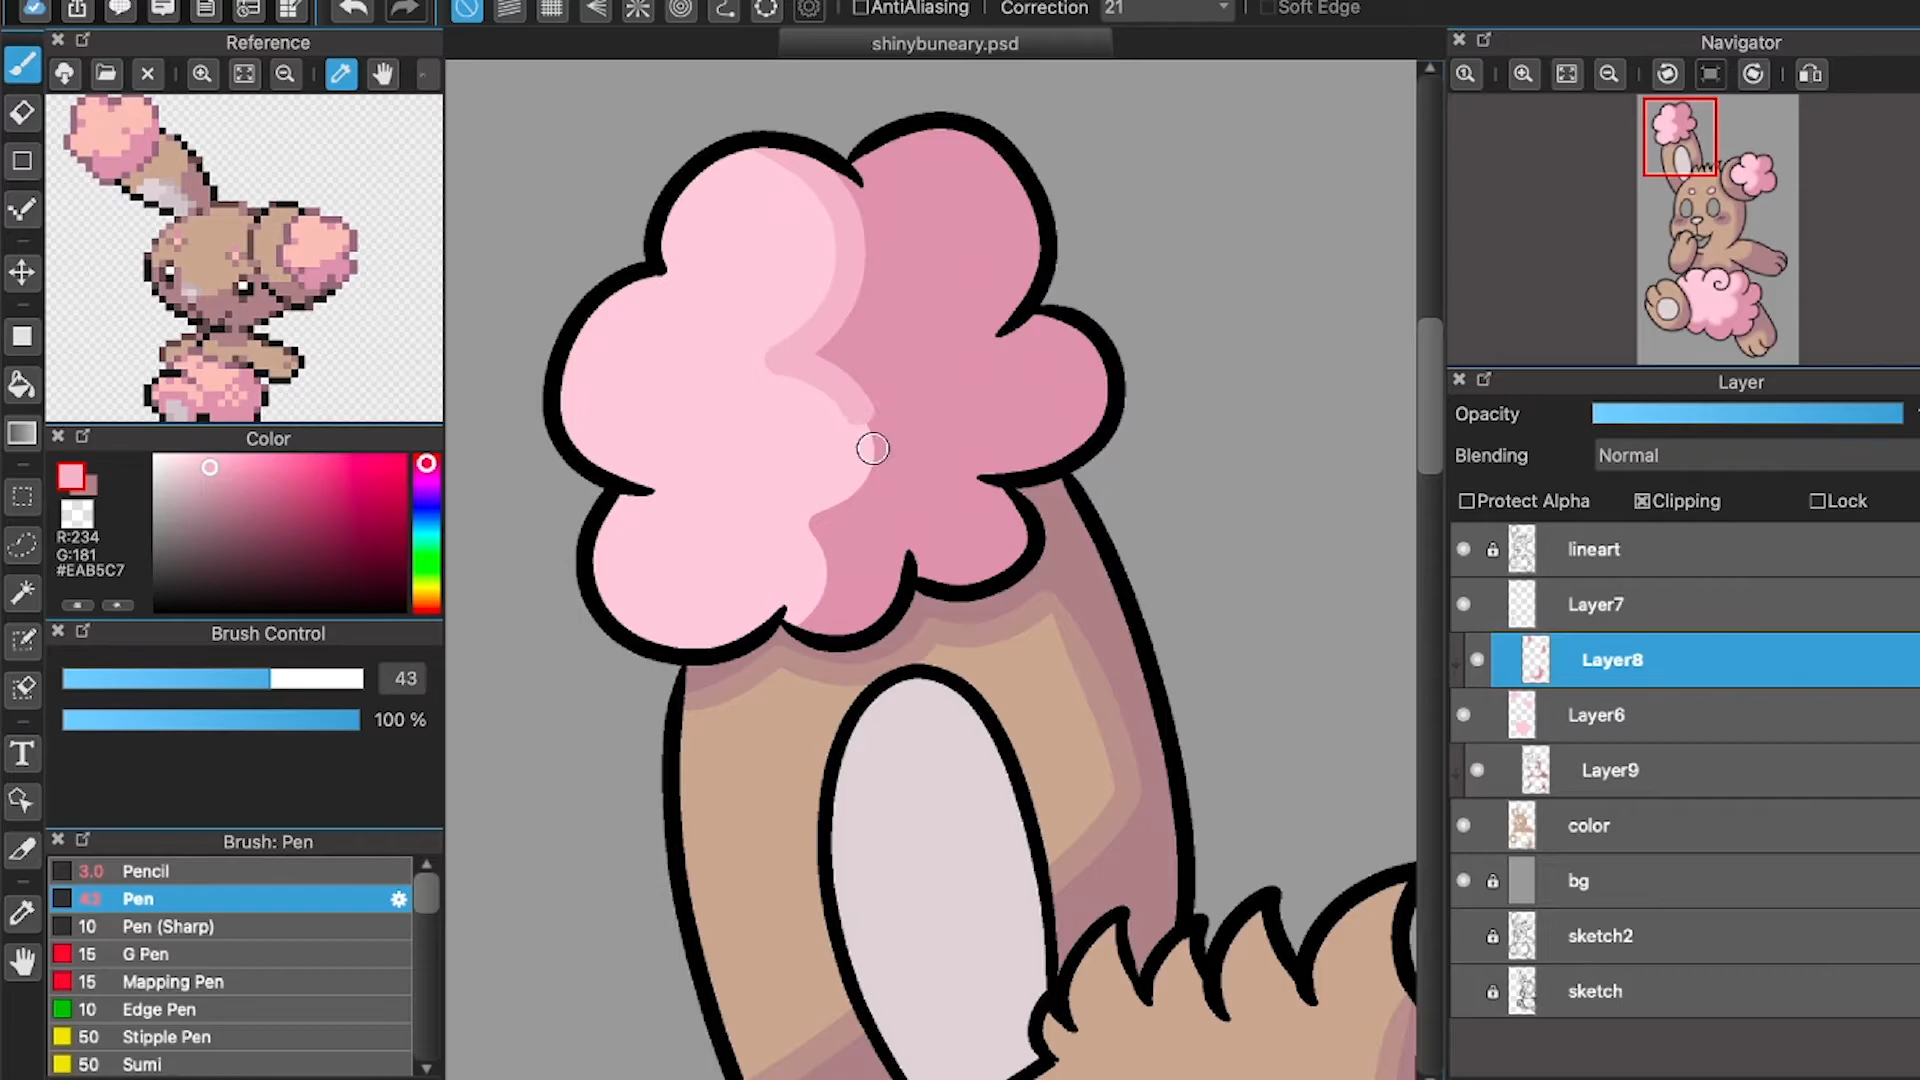 AntiAliasing Correction 21 Soft Edge
shinybuneary.psd
Reference
Color
R:234
G:181
#EAB5C7
Brush Control
43
100 %
Brush: Pen
3.0 Pencil
43 Pen
10 Pen (Sharp)
15 G Pen
15 Mapping Pen
10 Edge Pen
50 Stipple Pen
50 Sumi
Navigator
Layer
Opacity
Blending Normal
Protect Alpha Clipping Lock
lineart
Layer7
Layer8
Layer6
Layer9
color
bg
sketch2
sketch